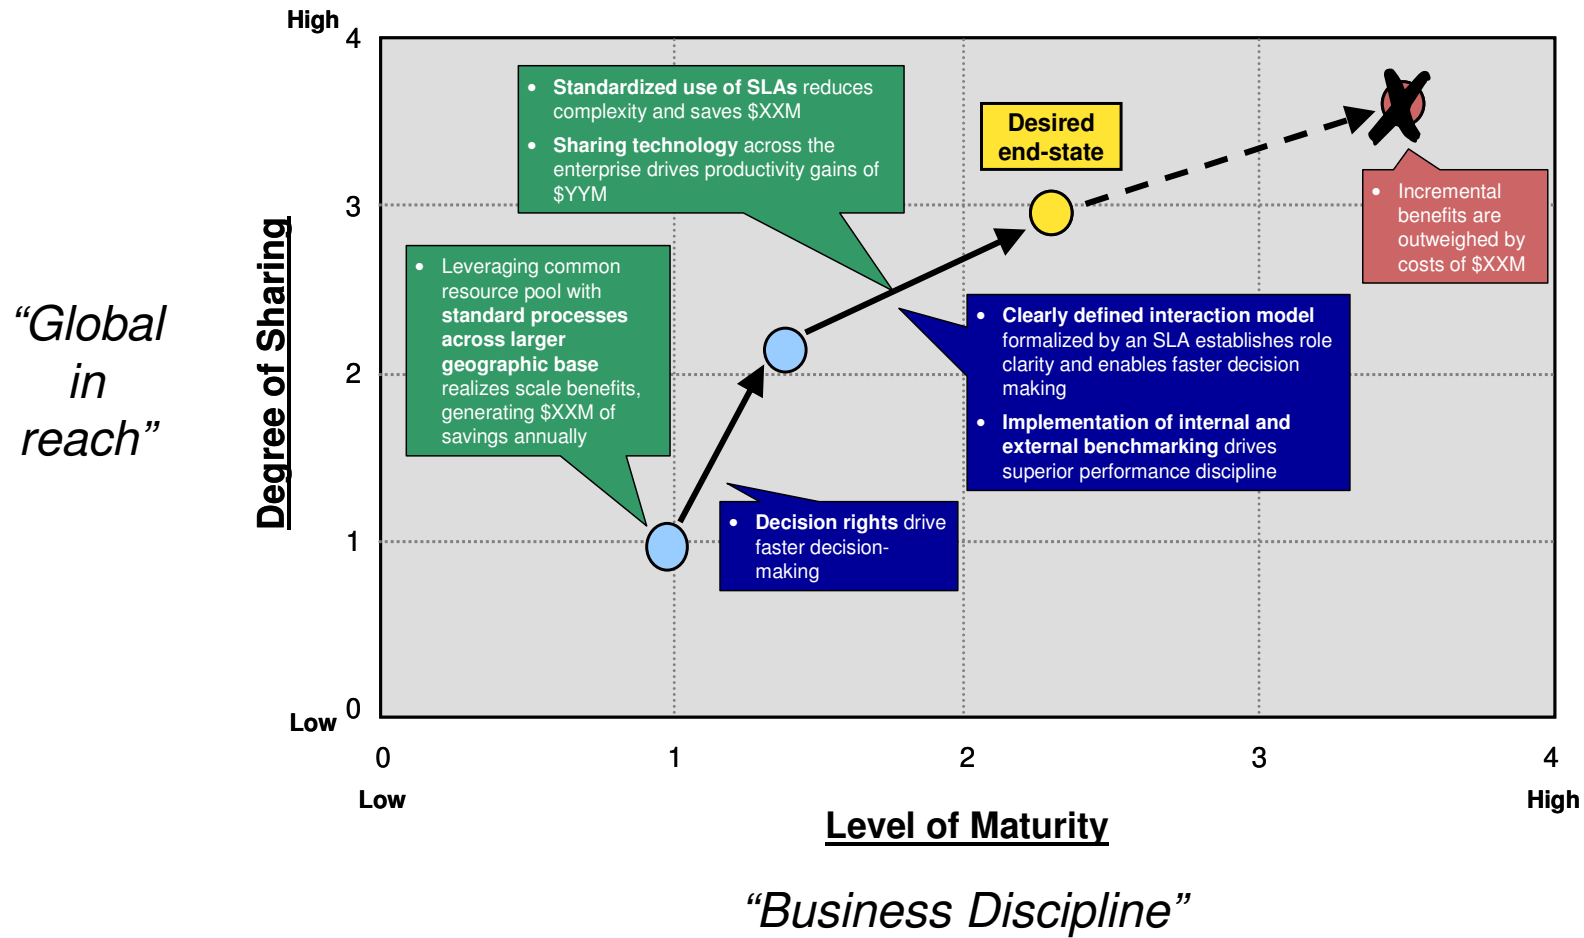 High
4
• Standardized use of SLAs reduces
complexity and saves $XXM
• Sharing technology across the
enterprise drives productivity gains of
$YYM
Desired
end-state
3
• Incremental
benefits are
outweighed by
costs of $XXM
• Leveraging common
resource pool with
standard processes
across larger
geographic base
realizes scale benefits,
generating $XXM of
savings annually
“Global
in
reach”
Degree of Sharing
• Clearly defined interaction model
formalized by an SLA establishes role
clarity and enables faster decision
making
• Implementation of internal and
external benchmarking drives
superior performance discipline
2
• Decision rights drive
faster decision-
making
1
0
Low
0 1 2 3 4
Low High
Level of Maturity
“Business Discipline”